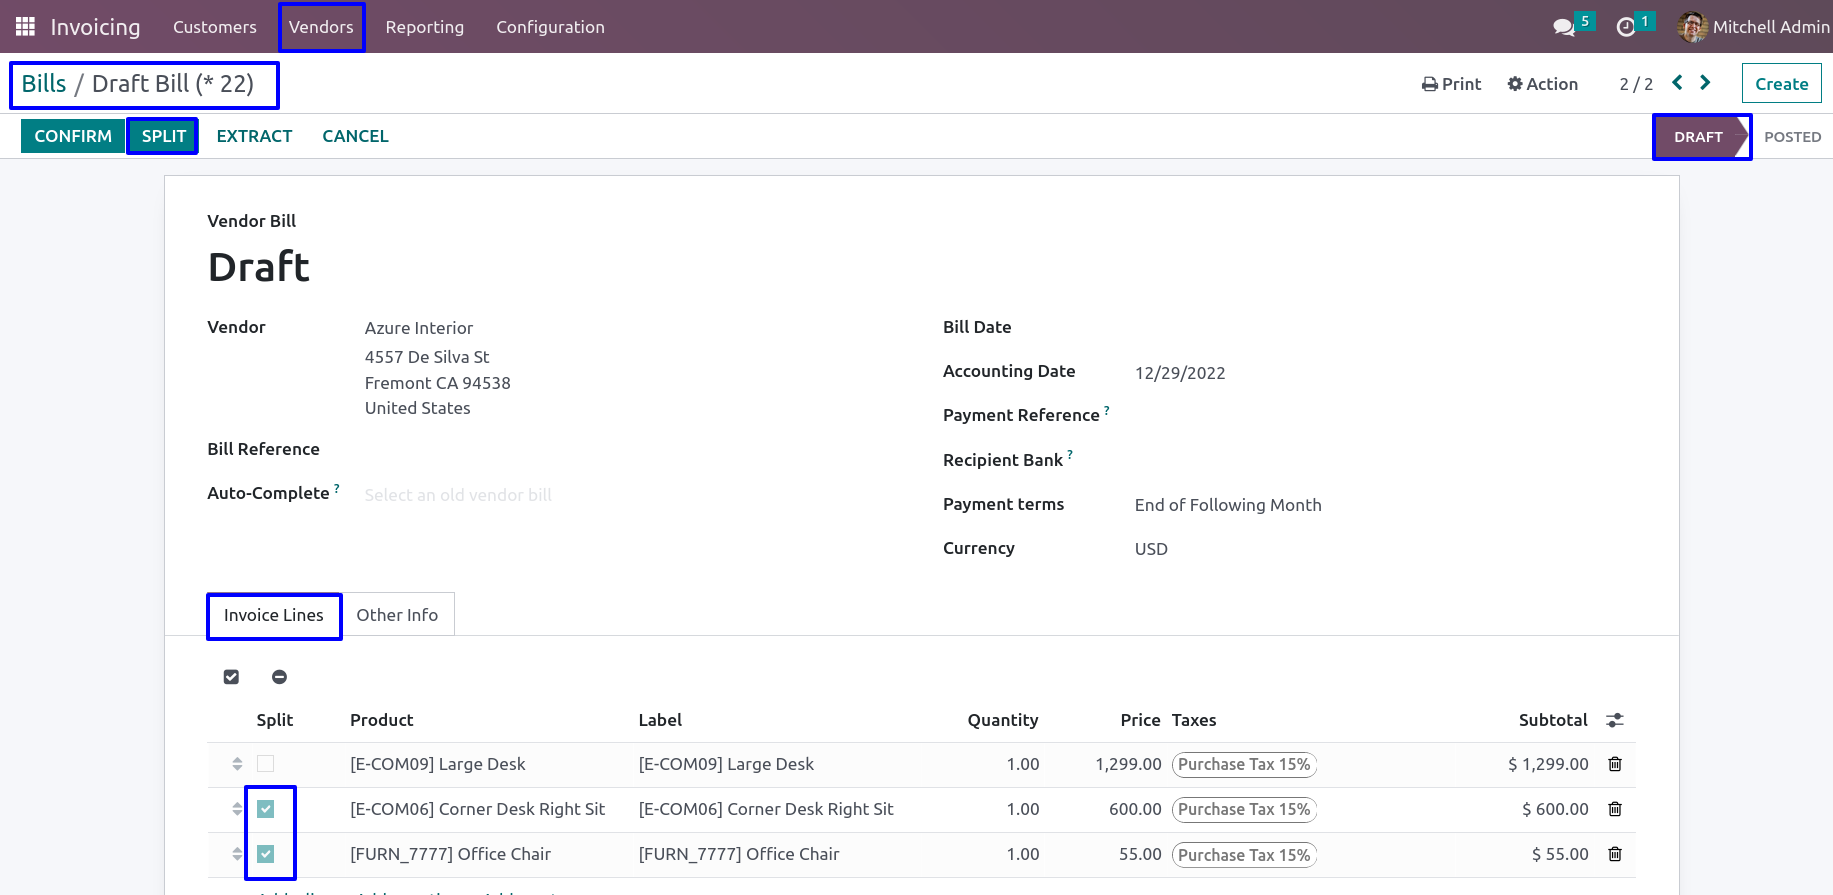 Invoicing Customers Vendors Reporting Configuration 5 1 Mitchell Admin
Bills / Draft Bill (* 22) Print Action 2 / 2 Create
CONFIRM SPLIT EXTRACT CANCEL DRAFT POSTED
Vendor Bill
Draft
Vendor Azure Interior
4557 De Silva St
Fremont CA 94538
United States
Bill Reference
Auto-Complete ? Select an old vendor bill
Bill Date
Accounting Date 12/29/2022
Payment Reference ?
Recipient Bank ?
Payment terms End of Following Month
Currency USD
Invoice Lines Other Info
Split Product Label Quantity Price Taxes Subtotal
[E-COM09] Large Desk [E-COM09] Large Desk 1.00 1,299.00 Purchase Tax 15% $ 1,299.00
[E-COM06] Corner Desk Right Sit [E-COM06] Corner Desk Right Sit 1.00 600.00 Purchase Tax 15% $ 600.00
[FURN_7777] Office Chair [FURN_7777] Office Chair 1.00 55.00 Purchase Tax 15% $ 55.00